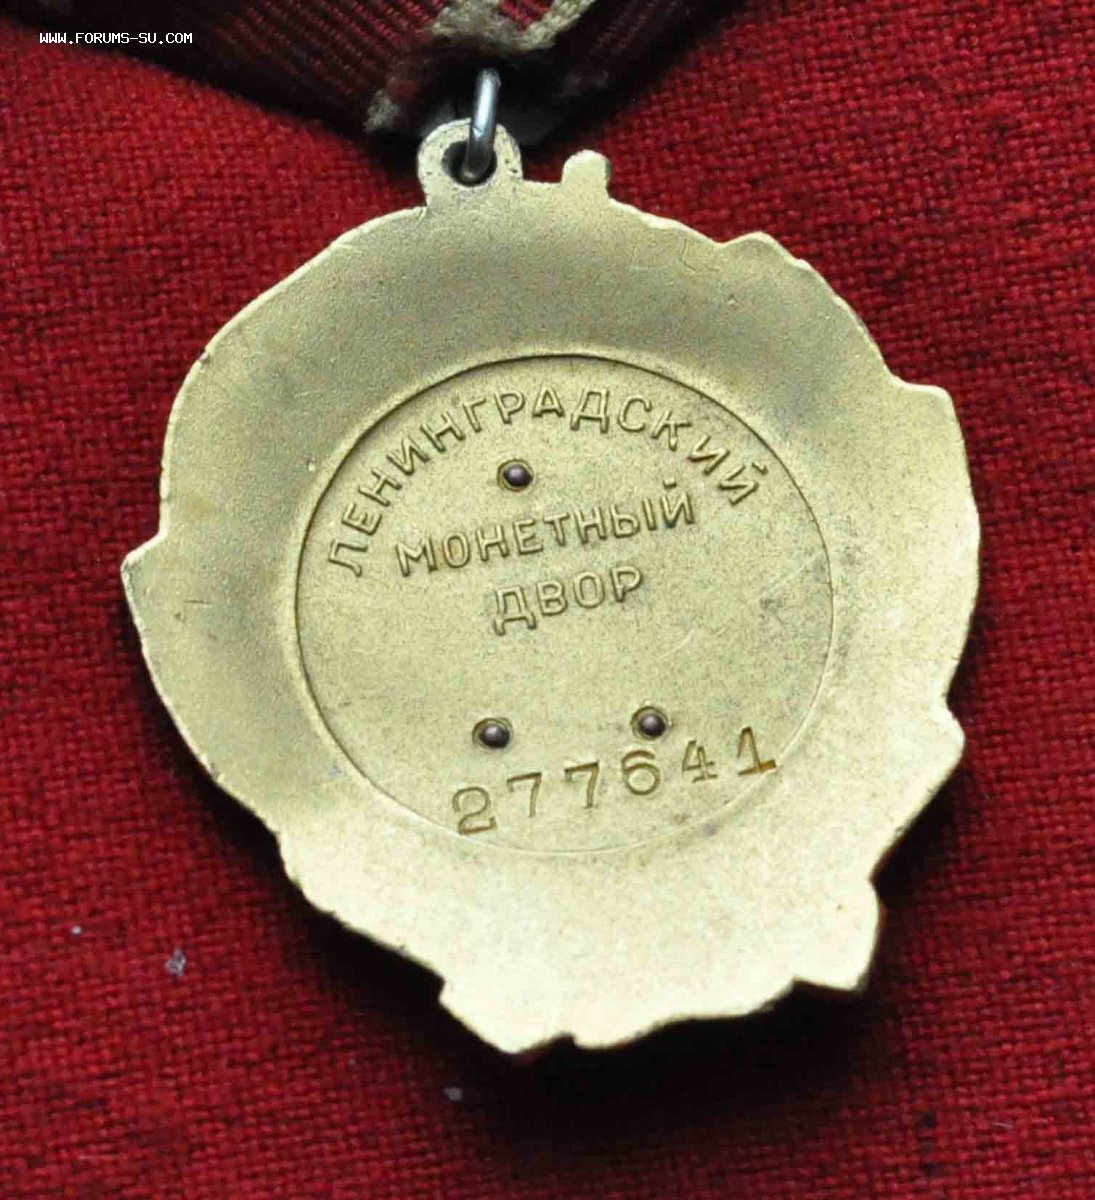 WWW.FORUMS-SU.COM
ЛЕНИНГРАДСКИЙ
МОНЕТНЫЙ
ДВОР
277641